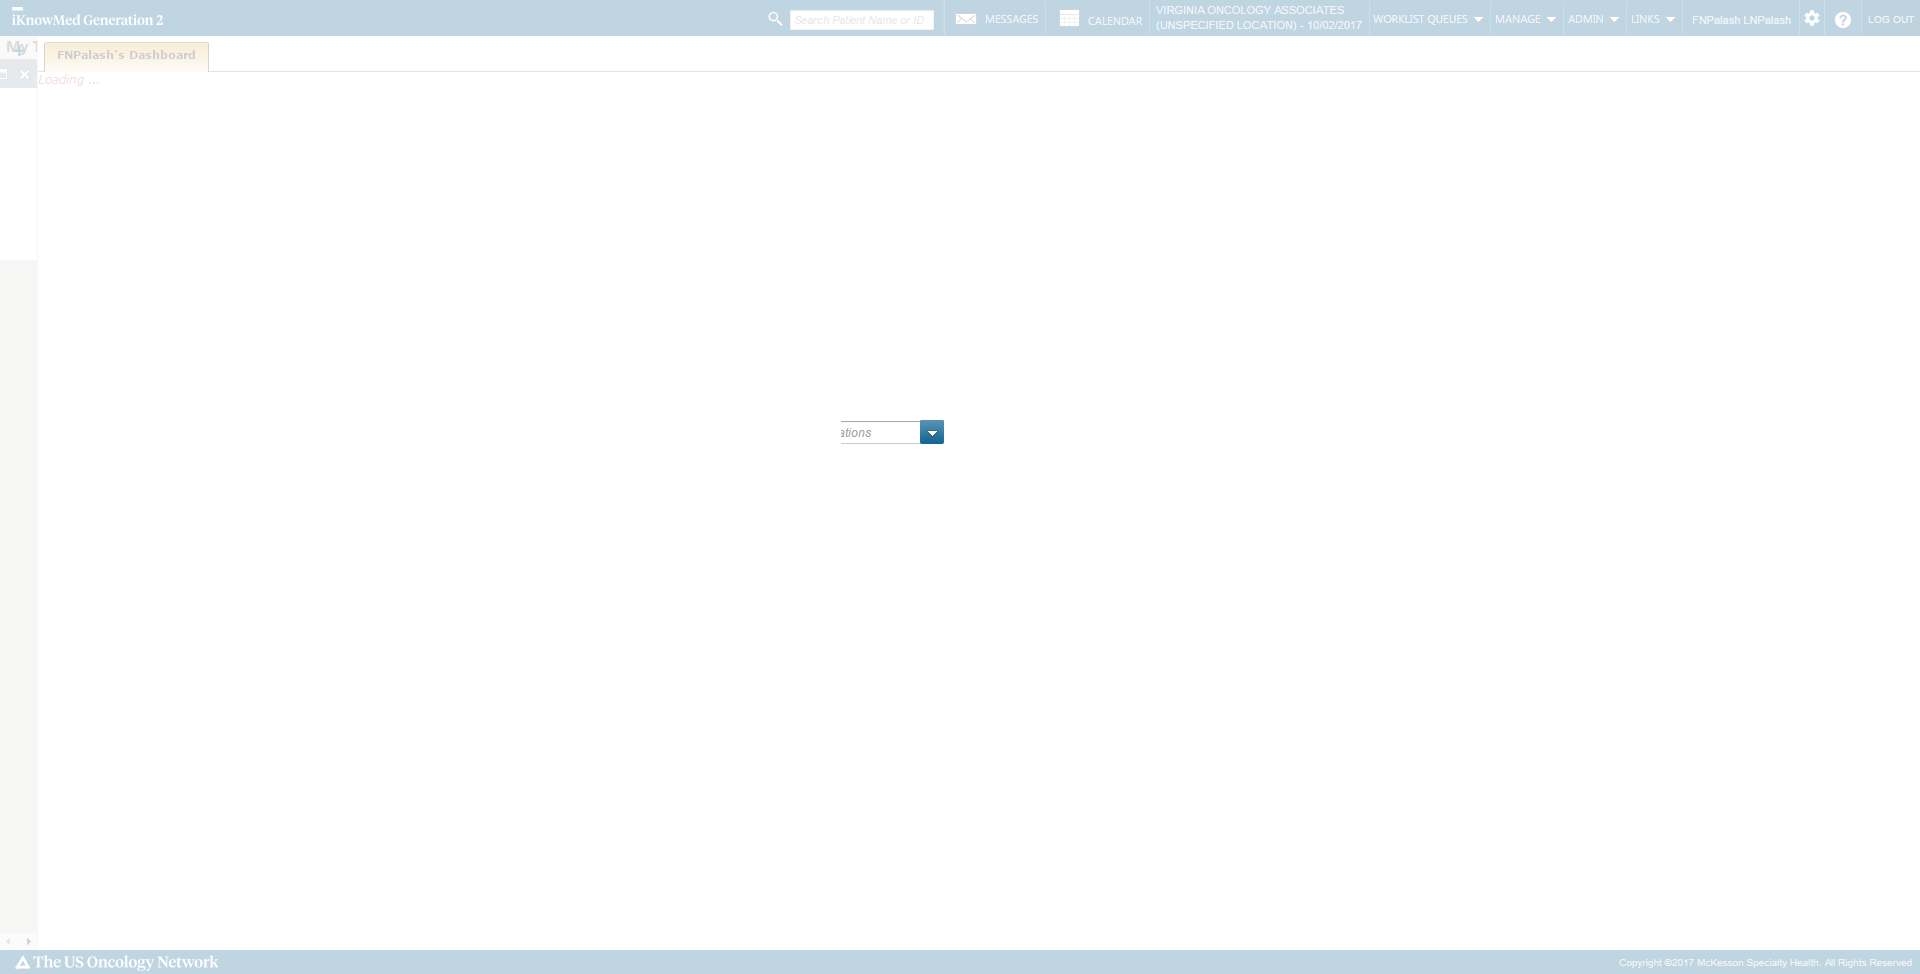 iKnowMed Generation 2
Search Patient Name or ID
MESSAGES
CALENDAR
VIRGINIA ONCOLOGY ASSOCIATES
(UNSPECIFIED LOCATION) - 10/02/2017
WORKLIST QUEUES
MANAGE
ADMIN
LINKS
FNPalash LNPalash
LOG OUT
My T
FNPalash's Dashboard
Loading ...
ations
The US Oncology Network
Copyright ©2017 McKesson Specialty Health. All Rights Reserved